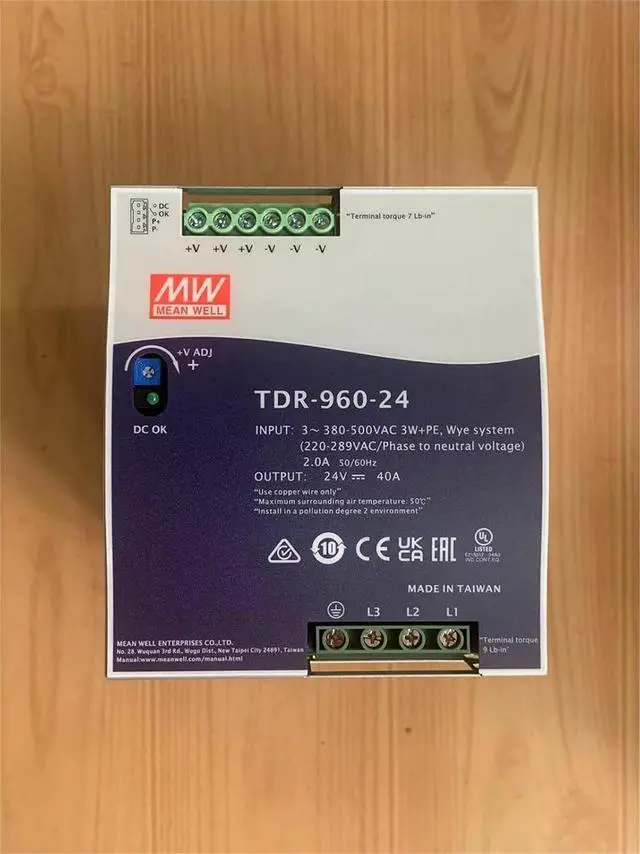 DC
OK
P+
P-
"Terminal torque 7 Lb-in"
+V +V +V -V -V -V
MW
MEAN WELL
+V ADJ
+
DC OK
TDR-960-24
INPUT: 3~ 380-500VAC 3W+PE, Wye system
(220-289VAC/Phase to neutral voltage)
2.0A 50/60Hz
OUTPUT: 24V ⎓ 40A
"Use copper wire only"
"Maximum surrounding air temperature: 50℃"
"Install in a pollution degree 2 environment"
10 CE UK CA EAC UL
LISTED
IND.CONT.EQ
MADE IN TAIWAN
L3 L2 L1
"Terminal torque
9 Lb-in"
MEAN WELL ENTERPRISES CO.,LTD.
No. 28, Wuquan 3rd Rd., Wugu Dist., New Taipei City 24891, Taiwan
Manual:www.meanwell.com/manual.html